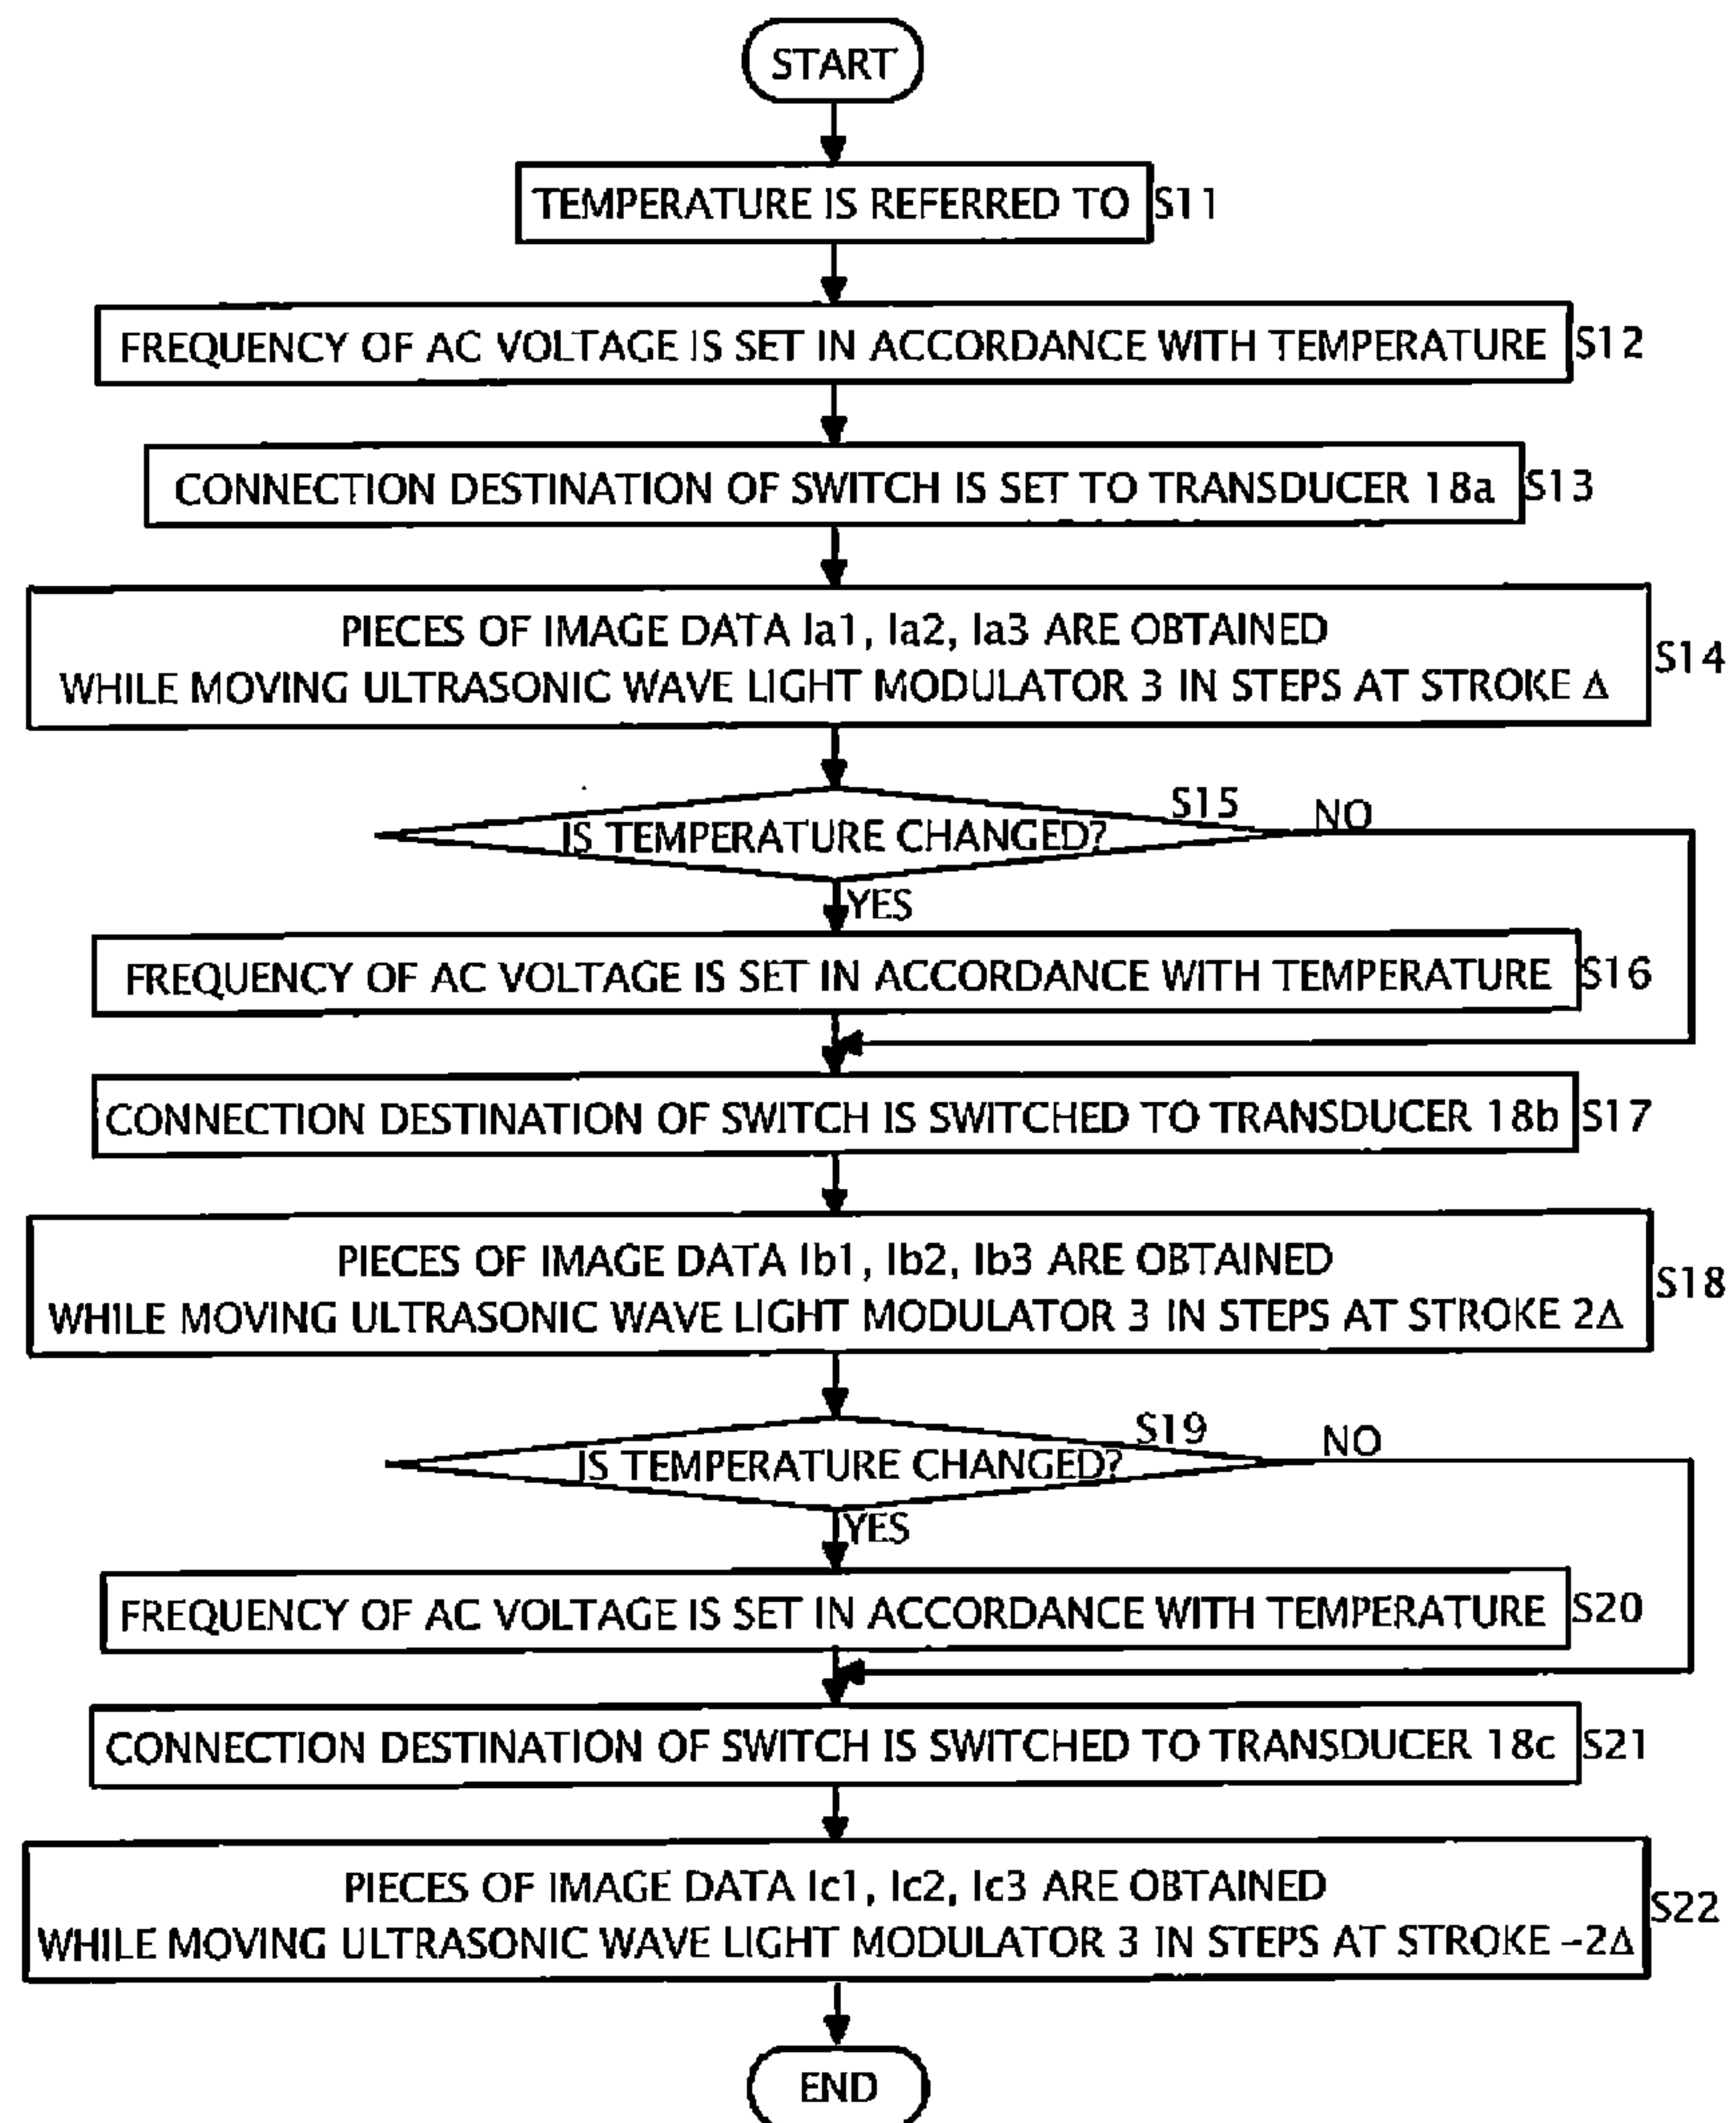 START
TEMPERATURE IS REFERRED TO S11
FREQUENCY OF AC VOLTAGE IS SET IN ACCORDANCE WITH TEMPERATURE S12
CONNECTION DESTINATION OF SWITCH IS SET TO TRANSDUCER 18a S13
PIECES OF IMAGE DATA Ia1, Ia2, Ia3 ARE OBTAINED
WHILE MOVING ULTRASONIC WAVE LIGHT MODULATOR 3 IN STEPS AT STROKE Δ
S14
S15 NO
IS TEMPERATURE CHANGED?
YES
FREQUENCY OF AC VOLTAGE IS SET IN ACCORDANCE WITH TEMPERATURE S16
CONNECTION DESTINATION OF SWITCH IS SWITCHED TO TRANSDUCER 18b S17
PIECES OF IMAGE DATA Ib1, Ib2, Ib3 ARE OBTAINED
WHILE MOVING ULTRASONIC WAVE LIGHT MODULATOR 3 IN STEPS AT STROKE 2Δ
S18
S19 NO
IS TEMPERATURE CHANGED?
YES
FREQUENCY OF AC VOLTAGE IS SET IN ACCORDANCE WITH TEMPERATURE S20
CONNECTION DESTINATION OF SWITCH IS SWITCHED TO TRANSDUCER 18c S21
PIECES OF IMAGE DATA Ic1, Ic2, Ic3 ARE OBTAINED
WHILE MOVING ULTRASONIC WAVE LIGHT MODULATOR 3 IN STEPS AT STROKE –2Δ
S22
END